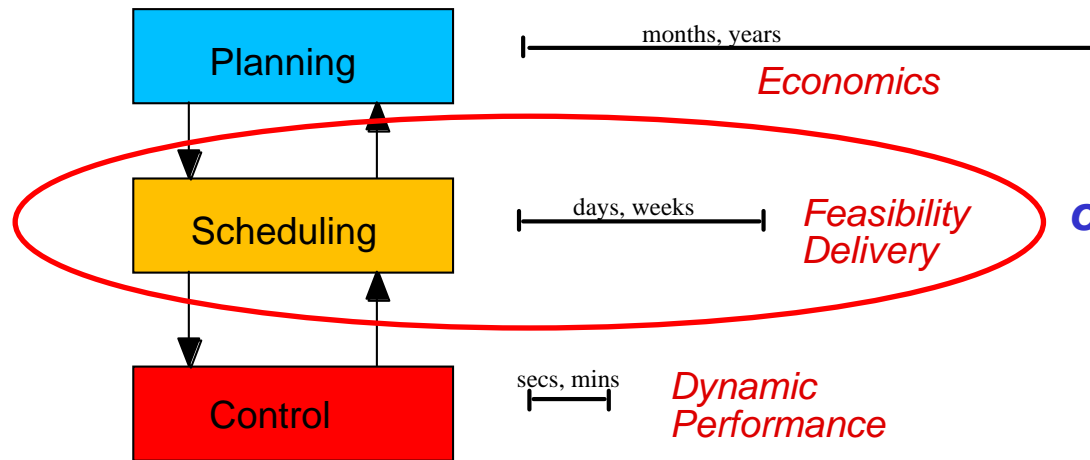 Planning
months, years
Economics
Scheduling
days, weeks
Feasibility
Delivery
Control
secs, mins
Dynamic
Performance